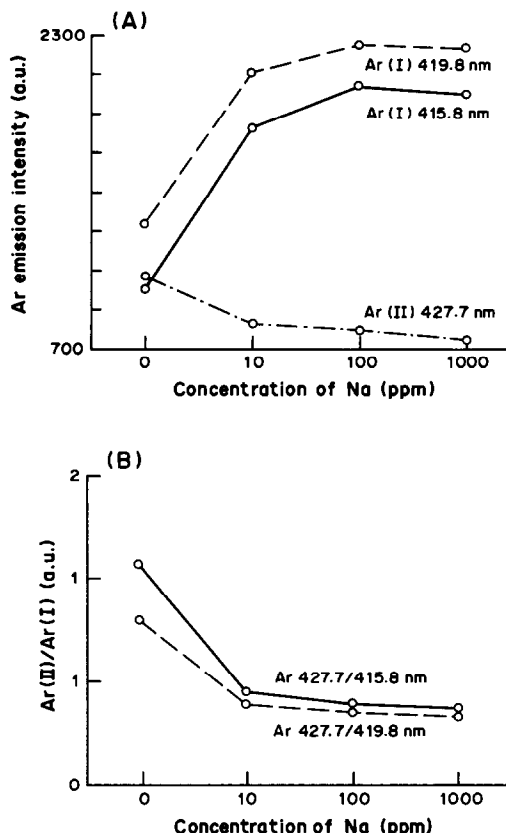 (A)
2300
Ar (I) 419.8 nm
Ar (I) 415.8 nm
Ar (II) 427.7 nm
700
Ar emission intensity (a.u.)
0 10 100 1000
Concentration of Na (ppm)
(B)
2
1
1
0
Ar(II)/Ar(I) (a.u.)
Ar 427.7/415.8 nm
Ar 427.7/419.8 nm
0 10 100 1000
Concentration of Na (ppm)